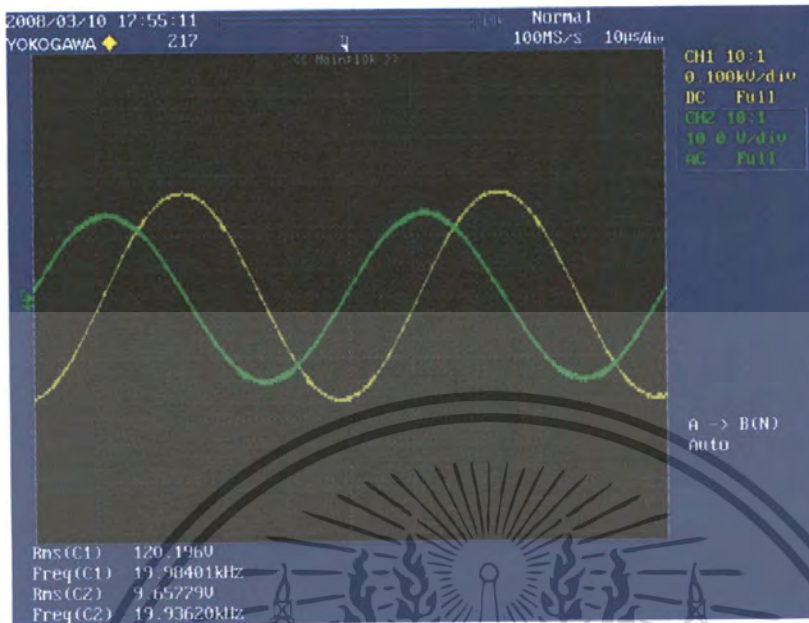 2008/03/10 17:55:11
Normal
YOKOGAWA 217
100MS/s 10µs/div
<< Main:10k >>
CH1 10:1
0.100kV/div
DC Full
CH2 10:1
10.0 V/div
AC Full
A -> B(N)
Auto
Rms(C1) 120.196V
Freq(C1) 19.98401kHz
Rms(C2) 9.65729V
Freq(C2) 19.93620kHz